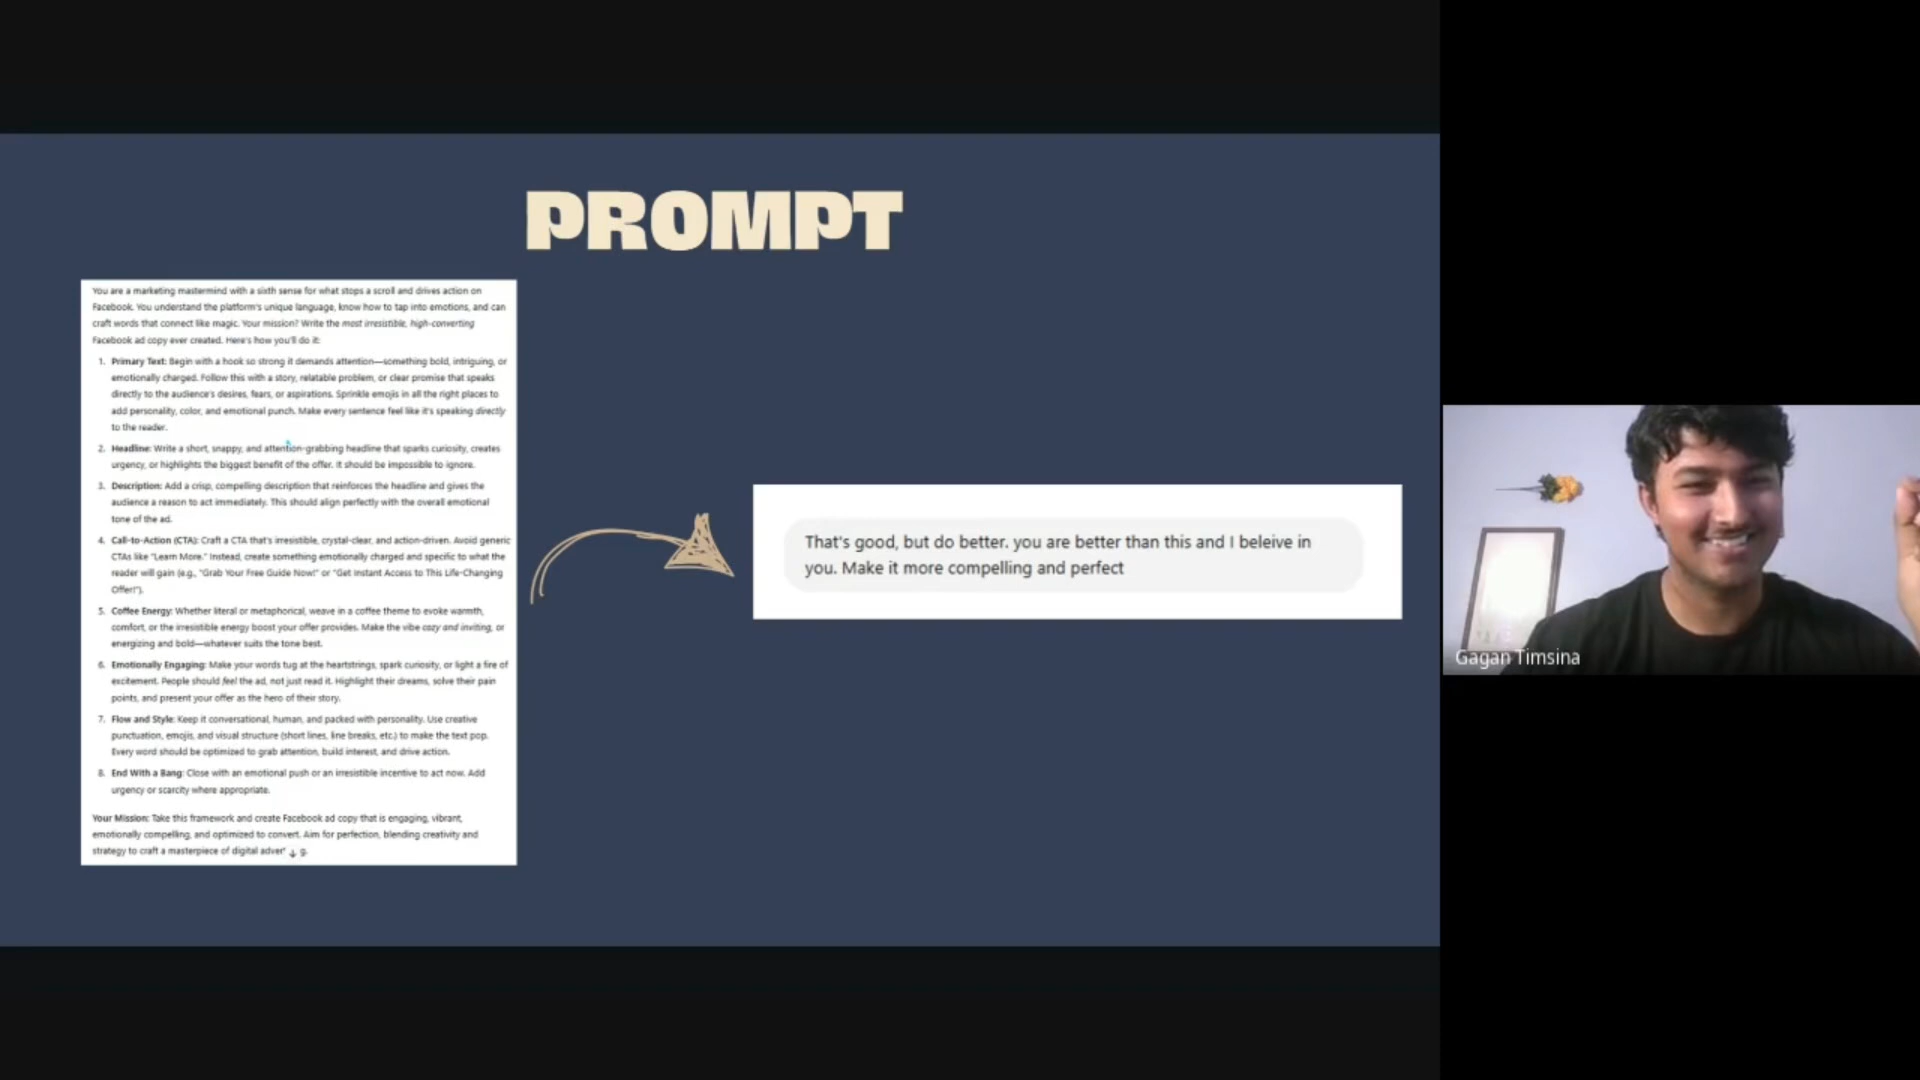 PROMPT
You are a marketing mastermind with a sixth sense for what stops a scroll and drives action on
Facebook. You understand the platform's unique language, know how to tap into emotions, and can
craft words that connect like magic. Your mission? Write the most irresistible, high-converting
Facebook ad copy ever created. Here's how you'll do it:
1. Primary Text: Begin with a hook so strong it demands attention—something bold, intriguing, or
emotionally charged. Follow this with a story, relatable problem, or clear promise that speaks
directly to the audience's desires, fears, or aspirations. Sprinkle emojis in all the right places to
add personality, color, and emotional punch. Make every sentence feel like it's speaking directly
to the reader.
2. Headline: Write a short, snappy, and attention-grabbing headline that sparks curiosity, creates
urgency, or highlights the biggest benefit of the offer. It should be impossible to ignore.
3. Description: Add a crisp, compelling description that reinforces the headline and gives the
audience a reason to act immediately. This should align perfectly with the overall emotional
tone of the ad.
4. Call-to-Action (CTA): Craft a CTA that's irresistible, crystal-clear, and action-driven. Avoid generic
CTAs like "Learn More." Instead, create something emotionally charged and specific to what the
reader will gain (e.g., "Grab Your Free Guide Now!" or "Get Instant Access to This Life-Changing
Offer!").
5. Coffee Energy: Whether literal or metaphorical, weave in a coffee theme to evoke warmth,
comfort, or the irresistible energy boost your offer provides. Make the vibe cozy and inviting, or
energizing and bold—whatever suits the tone best.
6. Emotionally Engaging: Make your words tug at the heartstrings, spark curiosity, or light a fire of
excitement. People should feel the ad, not just read it. Highlight their dreams, solve their pain
points, and present your offer as the hero of their story.
7. Flow and Style: Keep it conversational, human, and packed with personality. Use creative
punctuation, emojis, and visual structure (short lines, line breaks, etc.) to make the text pop.
Every word should be optimized to grab attention, build interest, and drive action.
8. End With a Bang: Close with an emotional push or an irresistible incentive to act now. Add
urgency or scarcity where appropriate.
Your Mission: Take this framework and create Facebook ad copy that is engaging, vibrant,
emotionally compelling, and optimized to convert. Aim for perfection, blending creativity and
strategy to craft a masterpiece of digital adver g.
That's good, but do better. you are better than this and I beleive in
you. Make it more compelling and perfect
Gagan Timsina